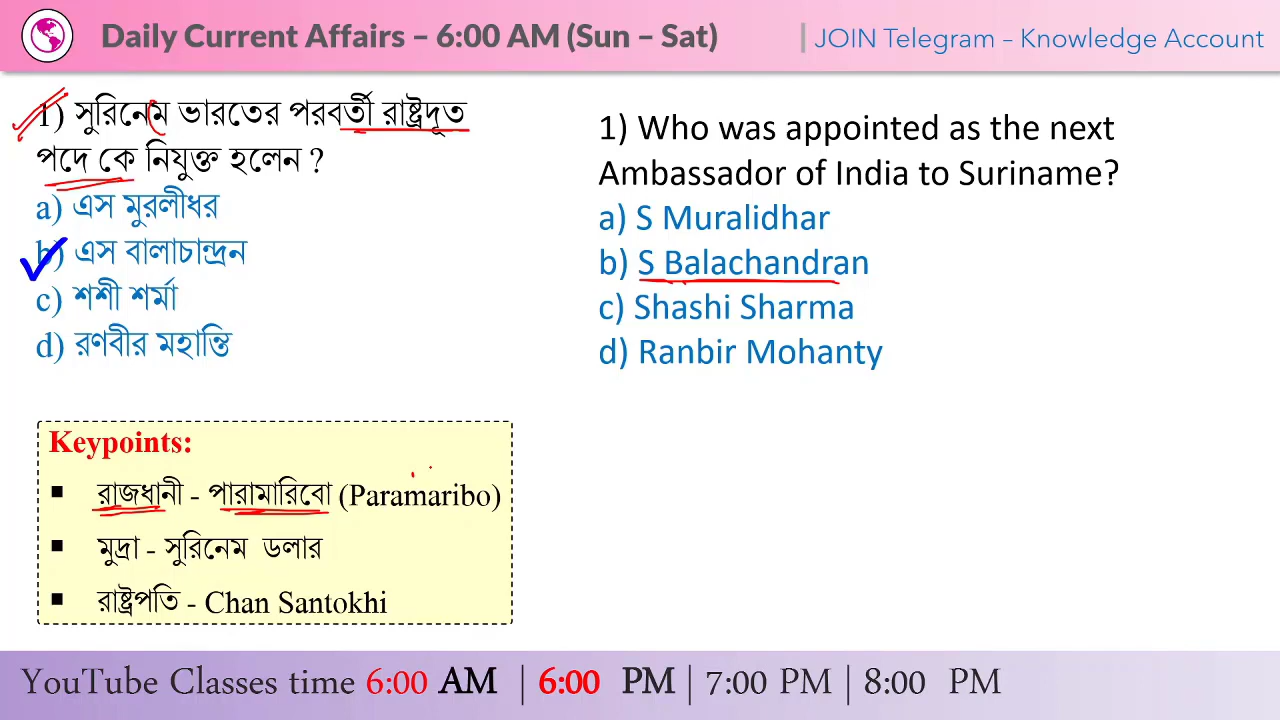 Daily Current Affairs – 6:00 AM (Sun – Sat)
| JOIN Telegram – Knowledge Account
1) সুরিনেম ভারতের পরবর্তী রাষ্ট্রদূত
পদে কে নিযুক্ত হলেন ?
a) এস মুরলীধর
b) এস বালাচান্দ্রন
c) শশী শর্মা
d) রণবীর মহান্তি
1) Who was appointed as the next
Ambassador of India to Suriname?
a) S Muralidhar
b) S Balachandran
c) Shashi Sharma
d) Ranbir Mohanty
Keypoints:
▪ রাজধানী - পারামারিবো (Paramaribo)
▪ মুদ্রা - সুরিনেম ডলার
▪ রাষ্ট্রপতি - Chan Santokhi
YouTube Classes time 6:00 AM | 6:00 PM | 7:00 PM | 8:00 PM